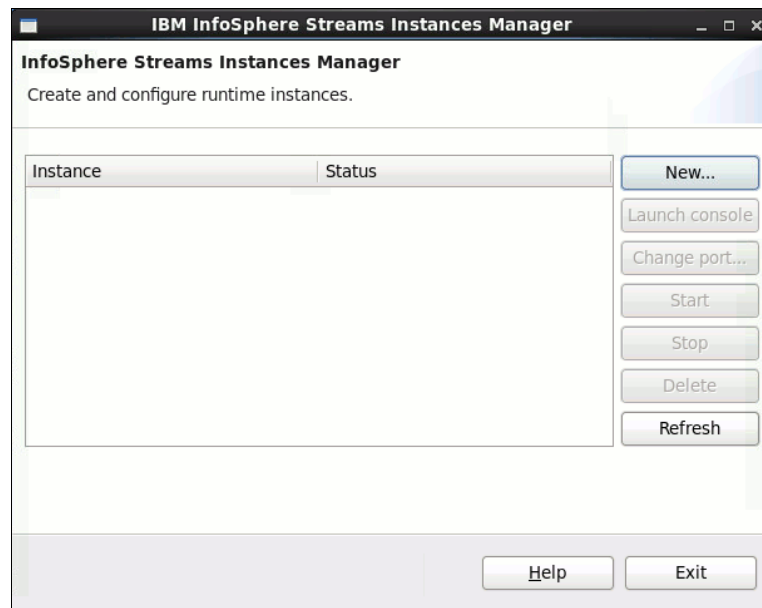 IBM InfoSphere Streams Instances Manager
InfoSphere Streams Instances Manager
Create and configure runtime instances.
Instance Status
New...
Launch console
Change port...
Start
Stop
Delete
Refresh
Help Exit